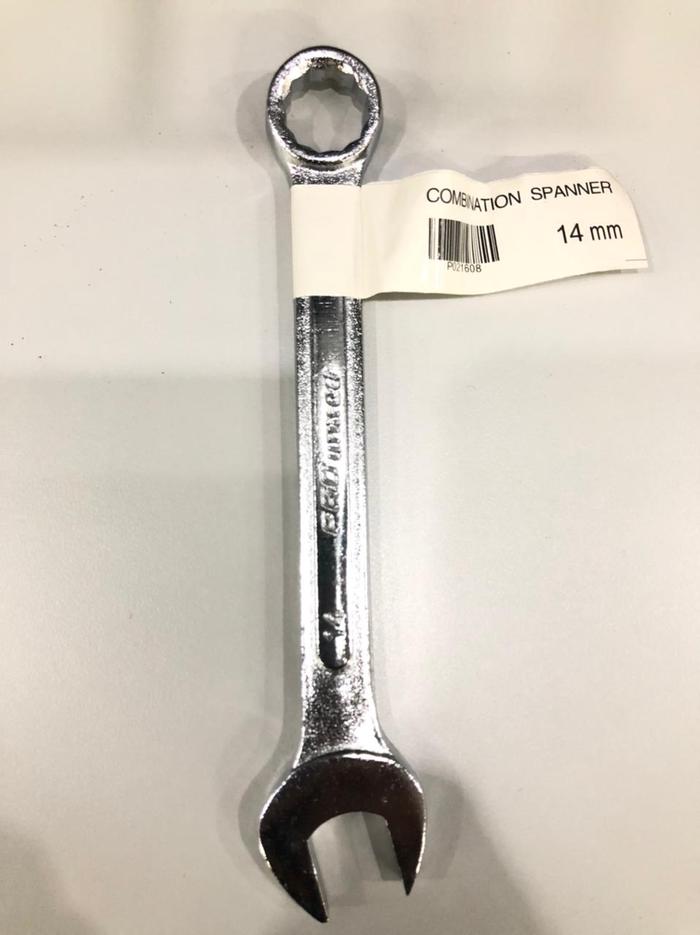 COMBINATION SPANNER
14 mm
P021608
14